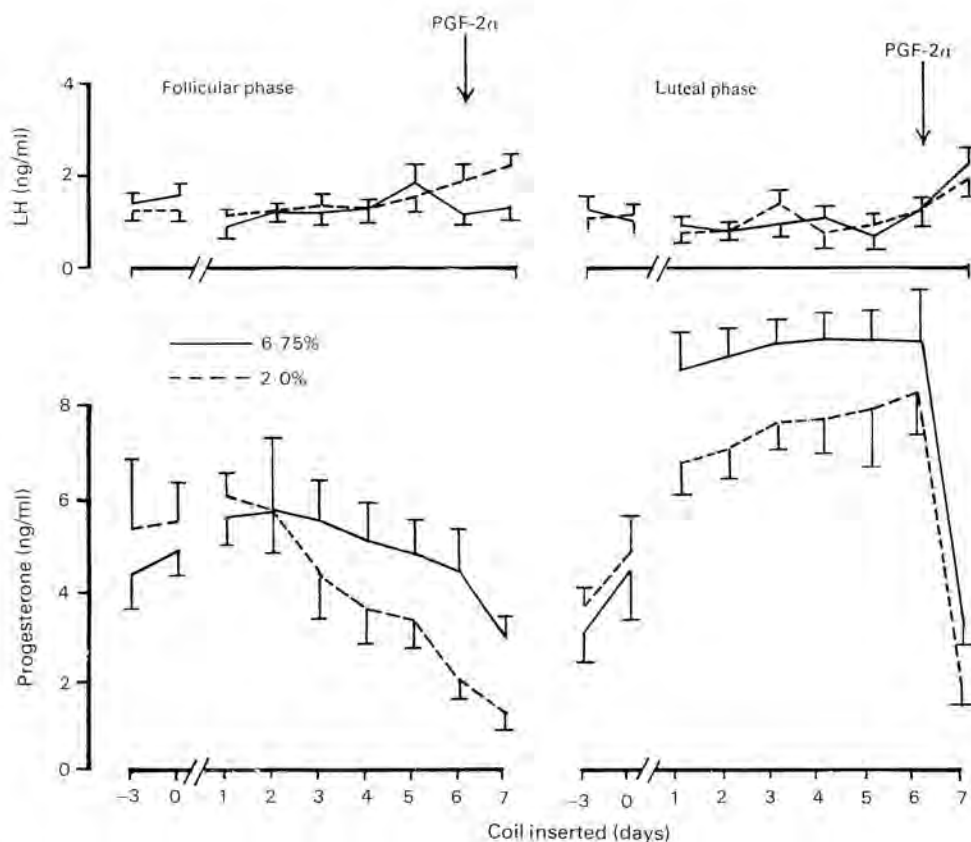 PGF-2α
PGF-2α
Follicular phase
Luteal phase
LH (ng/ml)
4
2
0
6·75%
2·0%
Progesterone (ng/ml)
8
6
4
2
0
−3 0 1 2 3 4 5 6 7
−3 0 1 2 3 4 5 6 7
Coil inserted (days)